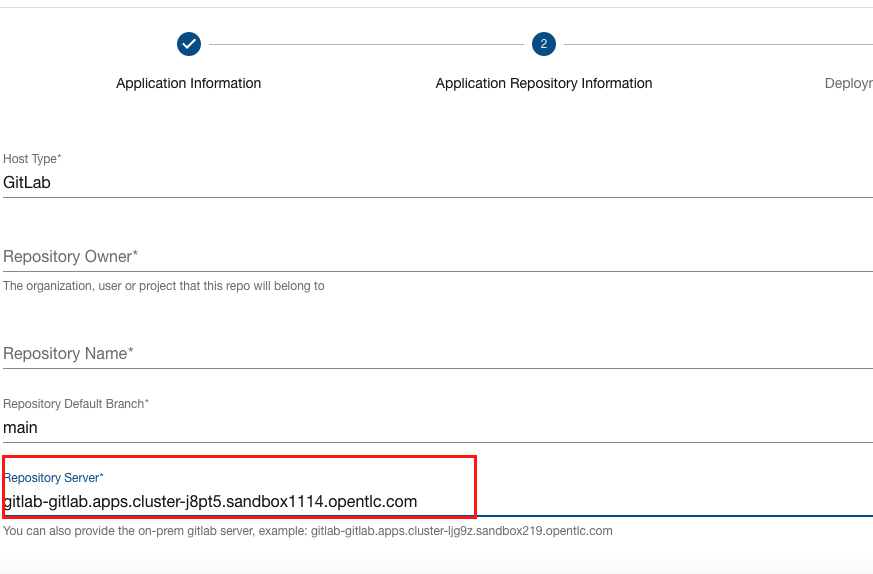 2
Application Information
Application Repository Information
Deployr
Host Type*
GitLab
Repository Owner*
The organization, user or project that this repo will belong to
Repository Name*
Repository Default Branch*
main
Repository Server*
gitlab-gitlab.apps.cluster-j8pt5.sandbox1114.opentlc.com
You can also provide the on-prem gitlab server, example: gitlab-gitlab.apps.cluster-ljg9z.sandbox219.opentlc.com